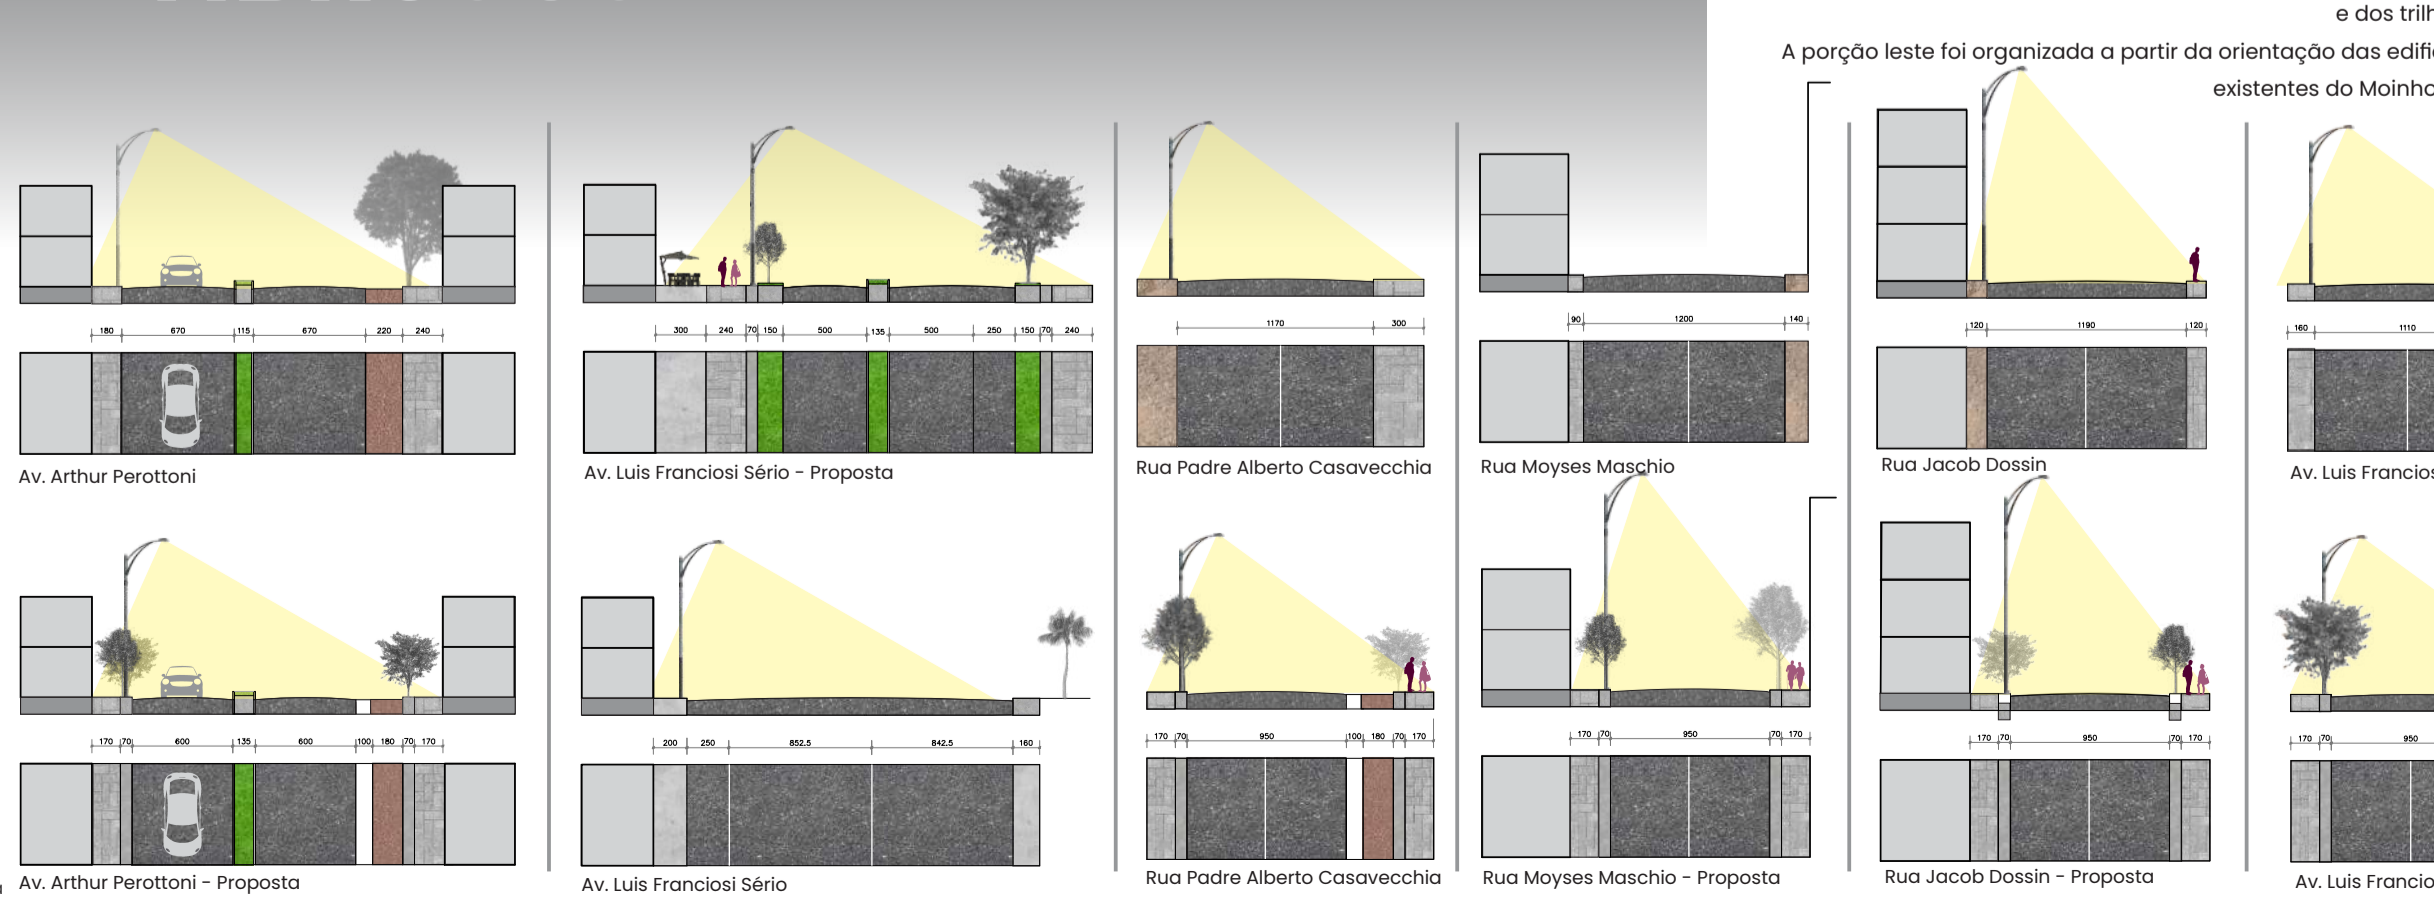 e dos trilh
A porção leste foi organizada a partir da orientação das edifi
existentes do Moinho
180 670 115 670 220 240
300 240 70 150 500 135 500 250 150 70 240
1170 300
90 1200 140
120 1190 120
160 1110
Av. Arthur Perottoni
Av. Luis Franciosi Sério - Proposta
Rua Padre Alberto Casavecchia
Rua Moyses Maschio
Rua Jacob Dossin
Av. Luis Francios
170 70 600 135 600 100 180 70 170
200 250 852.5 842.5 160
170 70 950 100 180 70 170
170 70 950 70 170
170 70 950 70 170
170 70 950
Av. Arthur Perottoni - Proposta
Av. Luis Franciosi Sério
Rua Padre Alberto Casavecchia
Rua Moyses Maschio - Proposta
Rua Jacob Dossin - Proposta
Av. Luis Francio